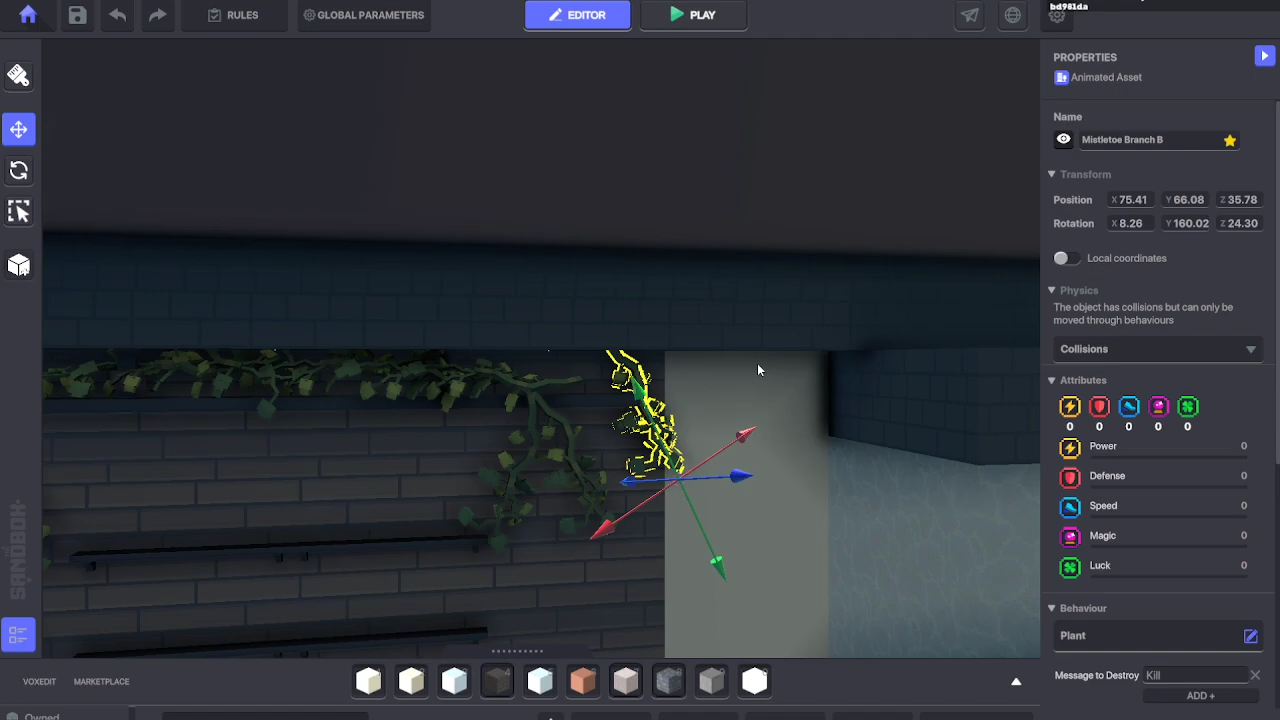 bd981da
RULES
GLOBAL PARAMETERS
EDITOR
PLAY
PROPERTIES
Animated Asset
Name
Mistletoe Branch B
Transform
Position X 75.41 Y 66.08 Z 35.78
Rotation X 8.26 Y 160.02 Z 24.30
Local coordinates
Physics
The object has collisions but can only be
moved through behaviours
Collisions
Attributes
0 0 0 0 0
Power 0
Defense 0
Speed 0
Magic 0
Luck 0
Behaviour
Plant
Message to Destroy Kill
ADD +
THE SANDBOX
VOXEDIT
MARKETPLACE
Owned